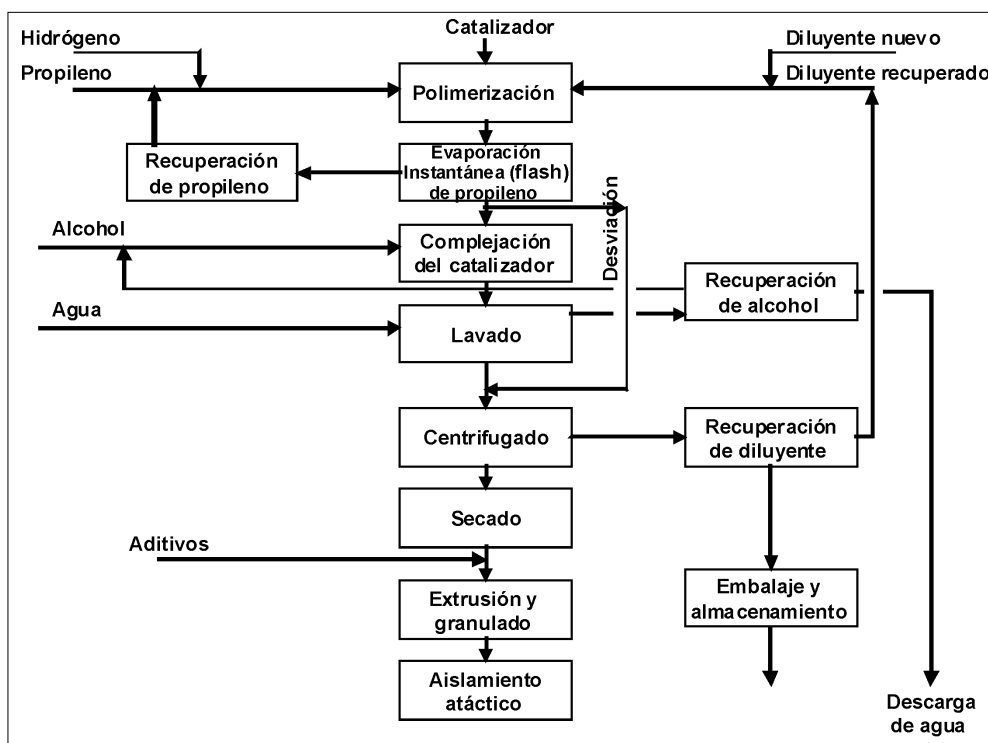 Catalizador
Hidrógeno
Propileno
Diluyente nuevo
Diluyente recuperado
Polimerización
Evaporación
Instantánea (flash)
de propileno
Recuperación
de propileno
Desviación
Alcohol
Complejación
del catalizador
Recuperación
de alcohol
Agua
Lavado
Centrifugado
Recuperación
de diluyente
Secado
Aditivos
Extrusión y
granulado
Embalaje y
almacenamiento
Aislamiento
atáctico
Descarga
de agua